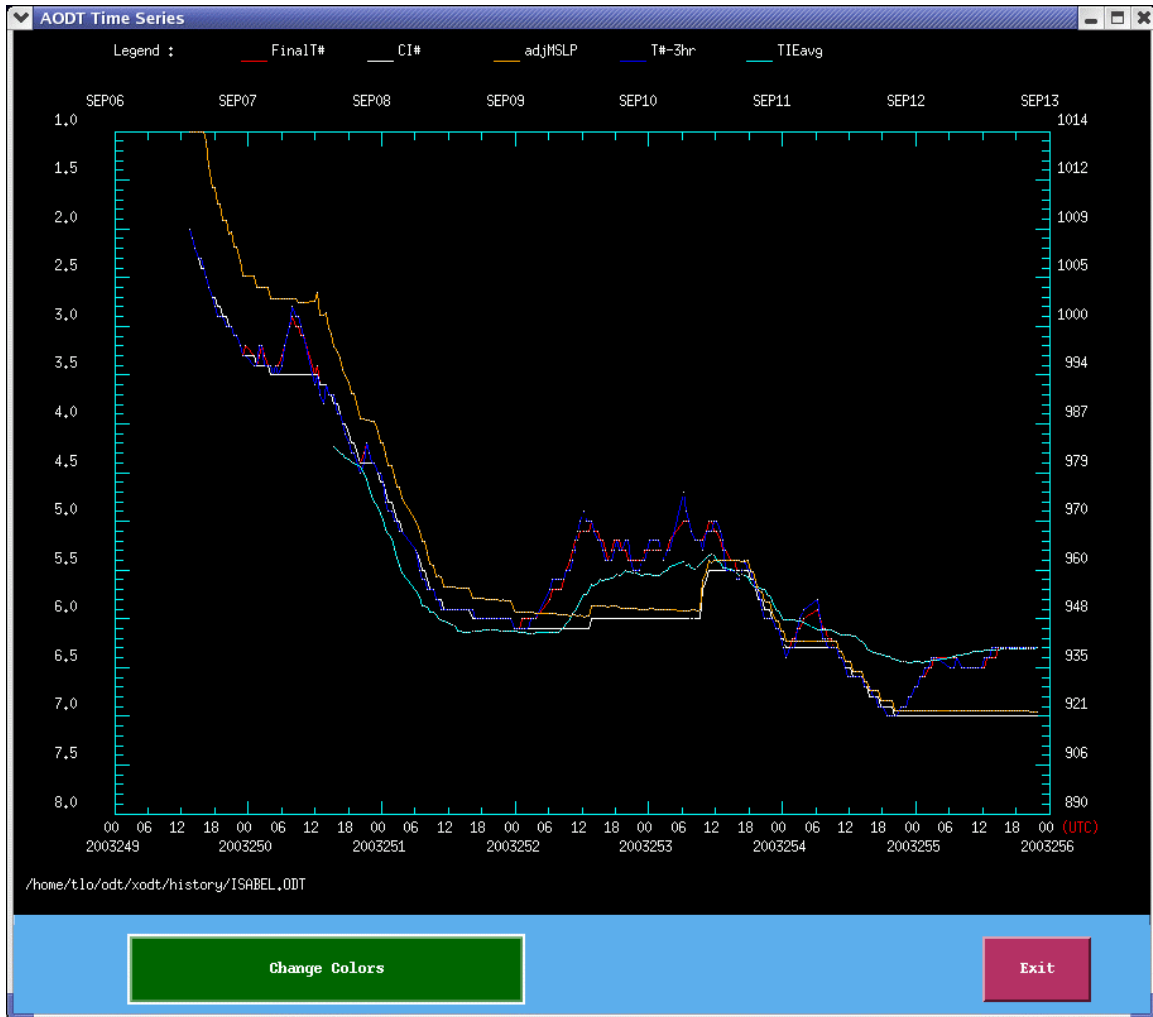 AODT Time Series
Legend : FinalT# CI# adjMSLP T#-3hr TIEavg
SEP06 SEP07 SEP08 SEP09 SEP10 SEP11 SEP12 SEP13
1.0 1014
1.5 1012
2.0 1009
2.5 1005
3.0 1000
3.5 994
4.0 987
4.5 979
5.0 970
5.5 960
6.0 948
6.5 935
7.0 921
7.5 906
8.0 890
00 06 12 18 00 06 12 18 00 06 12 18 00 06 12 18 00 06 12 18 00 06 12 18 00 06 12 18 00 (UTC)
2003249 2003250 2003251 2003252 2003253 2003254 2003255 2003256
/home/tlo/odt/xodt/history/ISABEL.ODT
Change Colors Exit